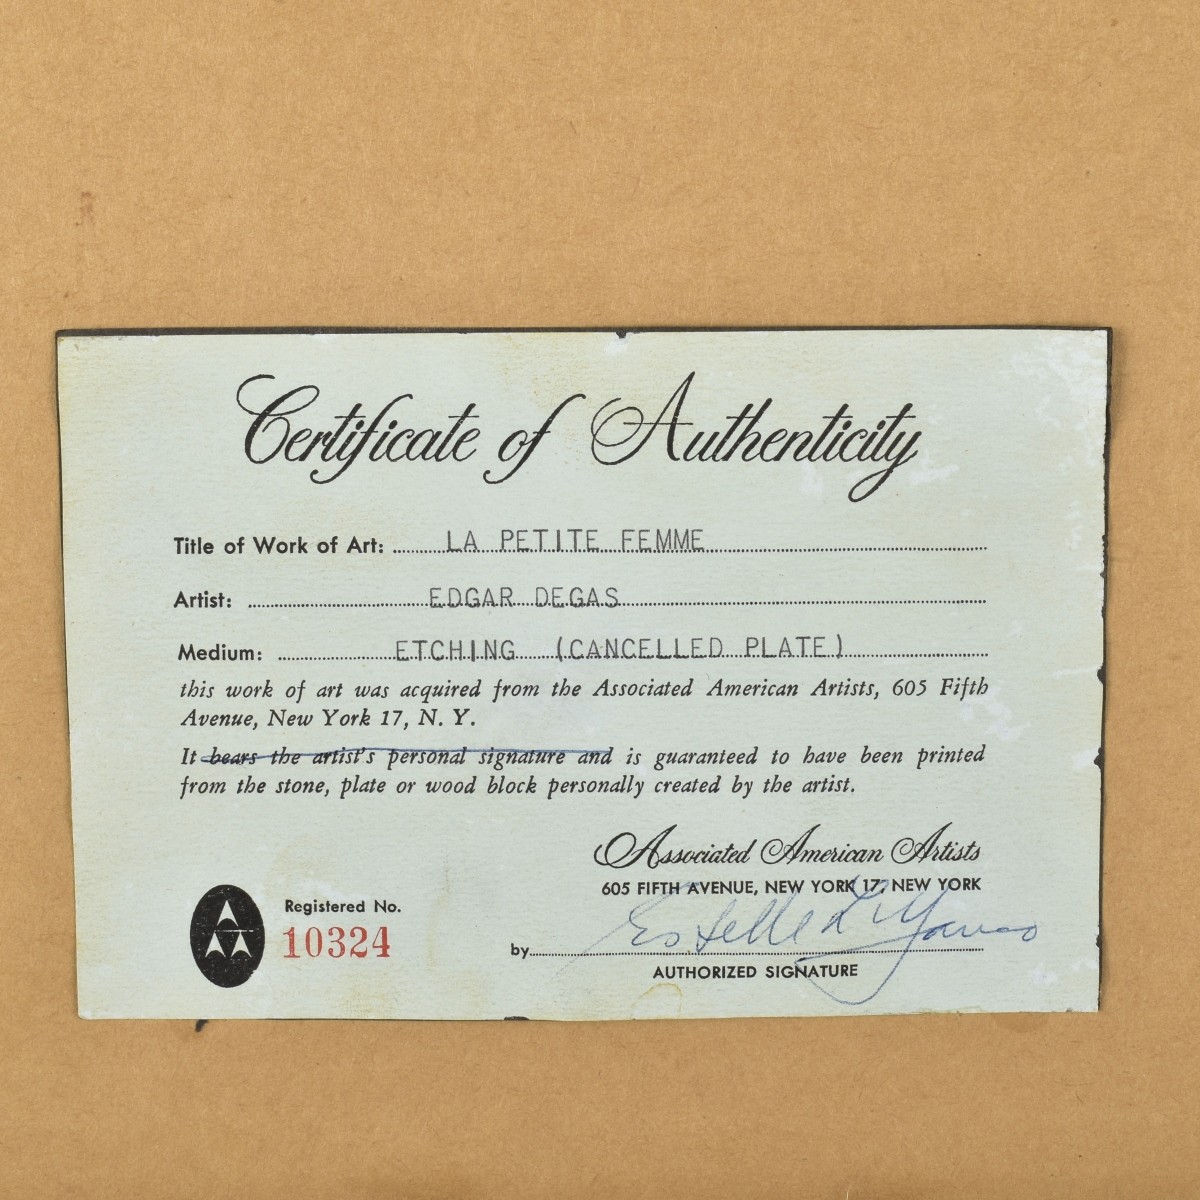 Certificate of Authenticity
Title of Work of Art: LA PETITE FEMME
Artist: EDGAR DEGAS
Medium: ETCHING (CANCELLED PLATE)
this work of art was acquired from the Associated American Artists, 605 Fifth
Avenue, New York 17, N. Y.
It bears the artist's personal signature and is guaranteed to have been printed
from the stone, plate or wood block personally created by the artist.
Associated American Artists
605 FIFTH AVENUE, NEW YORK 17, NEW YORK
Registered No.
10324
by Estelle
AUTHORIZED SIGNATURE